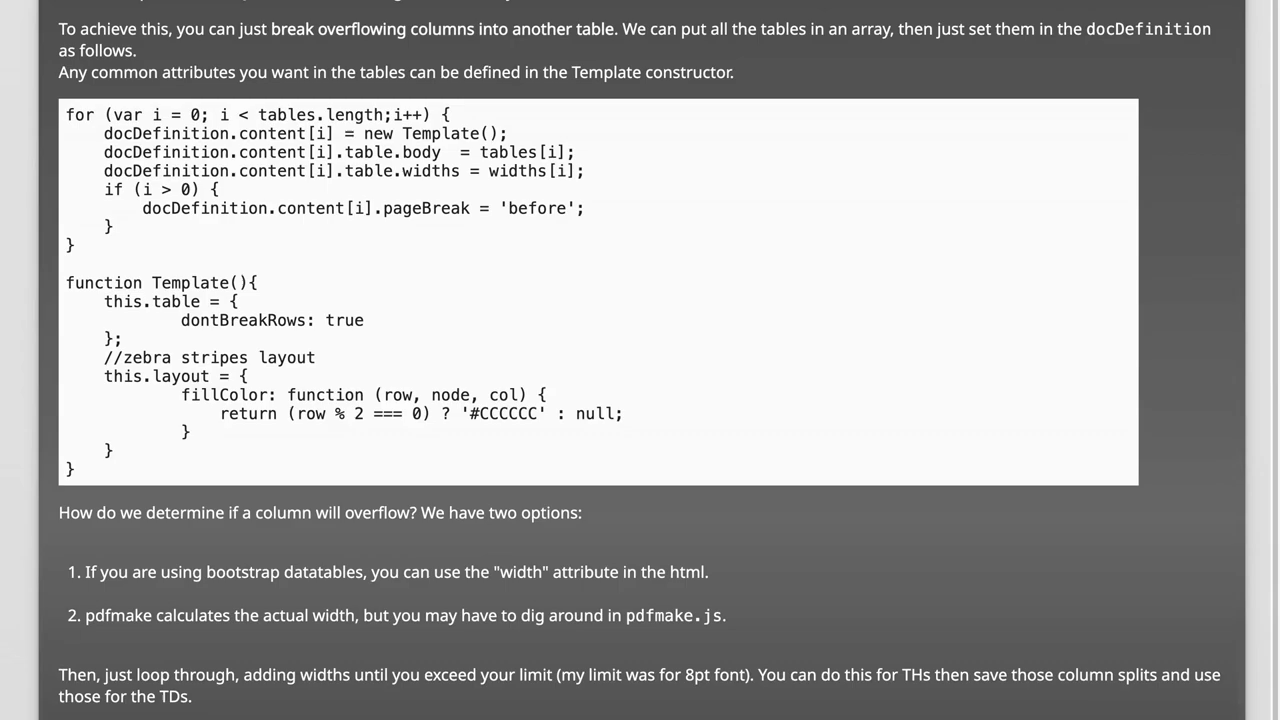 To achieve this, you can just break overflowing columns into another table. We can put all the tables in an array, then just set them in the docDefinition
as follows.
Any common attributes you want in the tables can be defined in the Template constructor.
for (var i = 0; i < tables.length;i++) {
    docDefinition.content[i] = new Template();
    docDefinition.content[i].table.body  = tables[i];
    docDefinition.content[i].table.widths = widths[i];
    if (i > 0) {
        docDefinition.content[i].pageBreak = 'before';
    }
}
function Template(){
    this.table = {
            dontBreakRows: true
    };
    //zebra stripes layout
    this.layout = {
            fillColor: function (row, node, col) {
                return (row % 2 === 0) ? '#CCCCCC' : null;
            }
    }
}
How do we determine if a column will overflow? We have two options:
1. If you are using bootstrap datatables, you can use the "width" attribute in the html.
2. pdfmake calculates the actual width, but you may have to dig around in pdfmake.js.
Then, just loop through, adding widths until you exceed your limit (my limit was for 8pt font). You can do this for THs then save those column splits and use
those for the TDs.